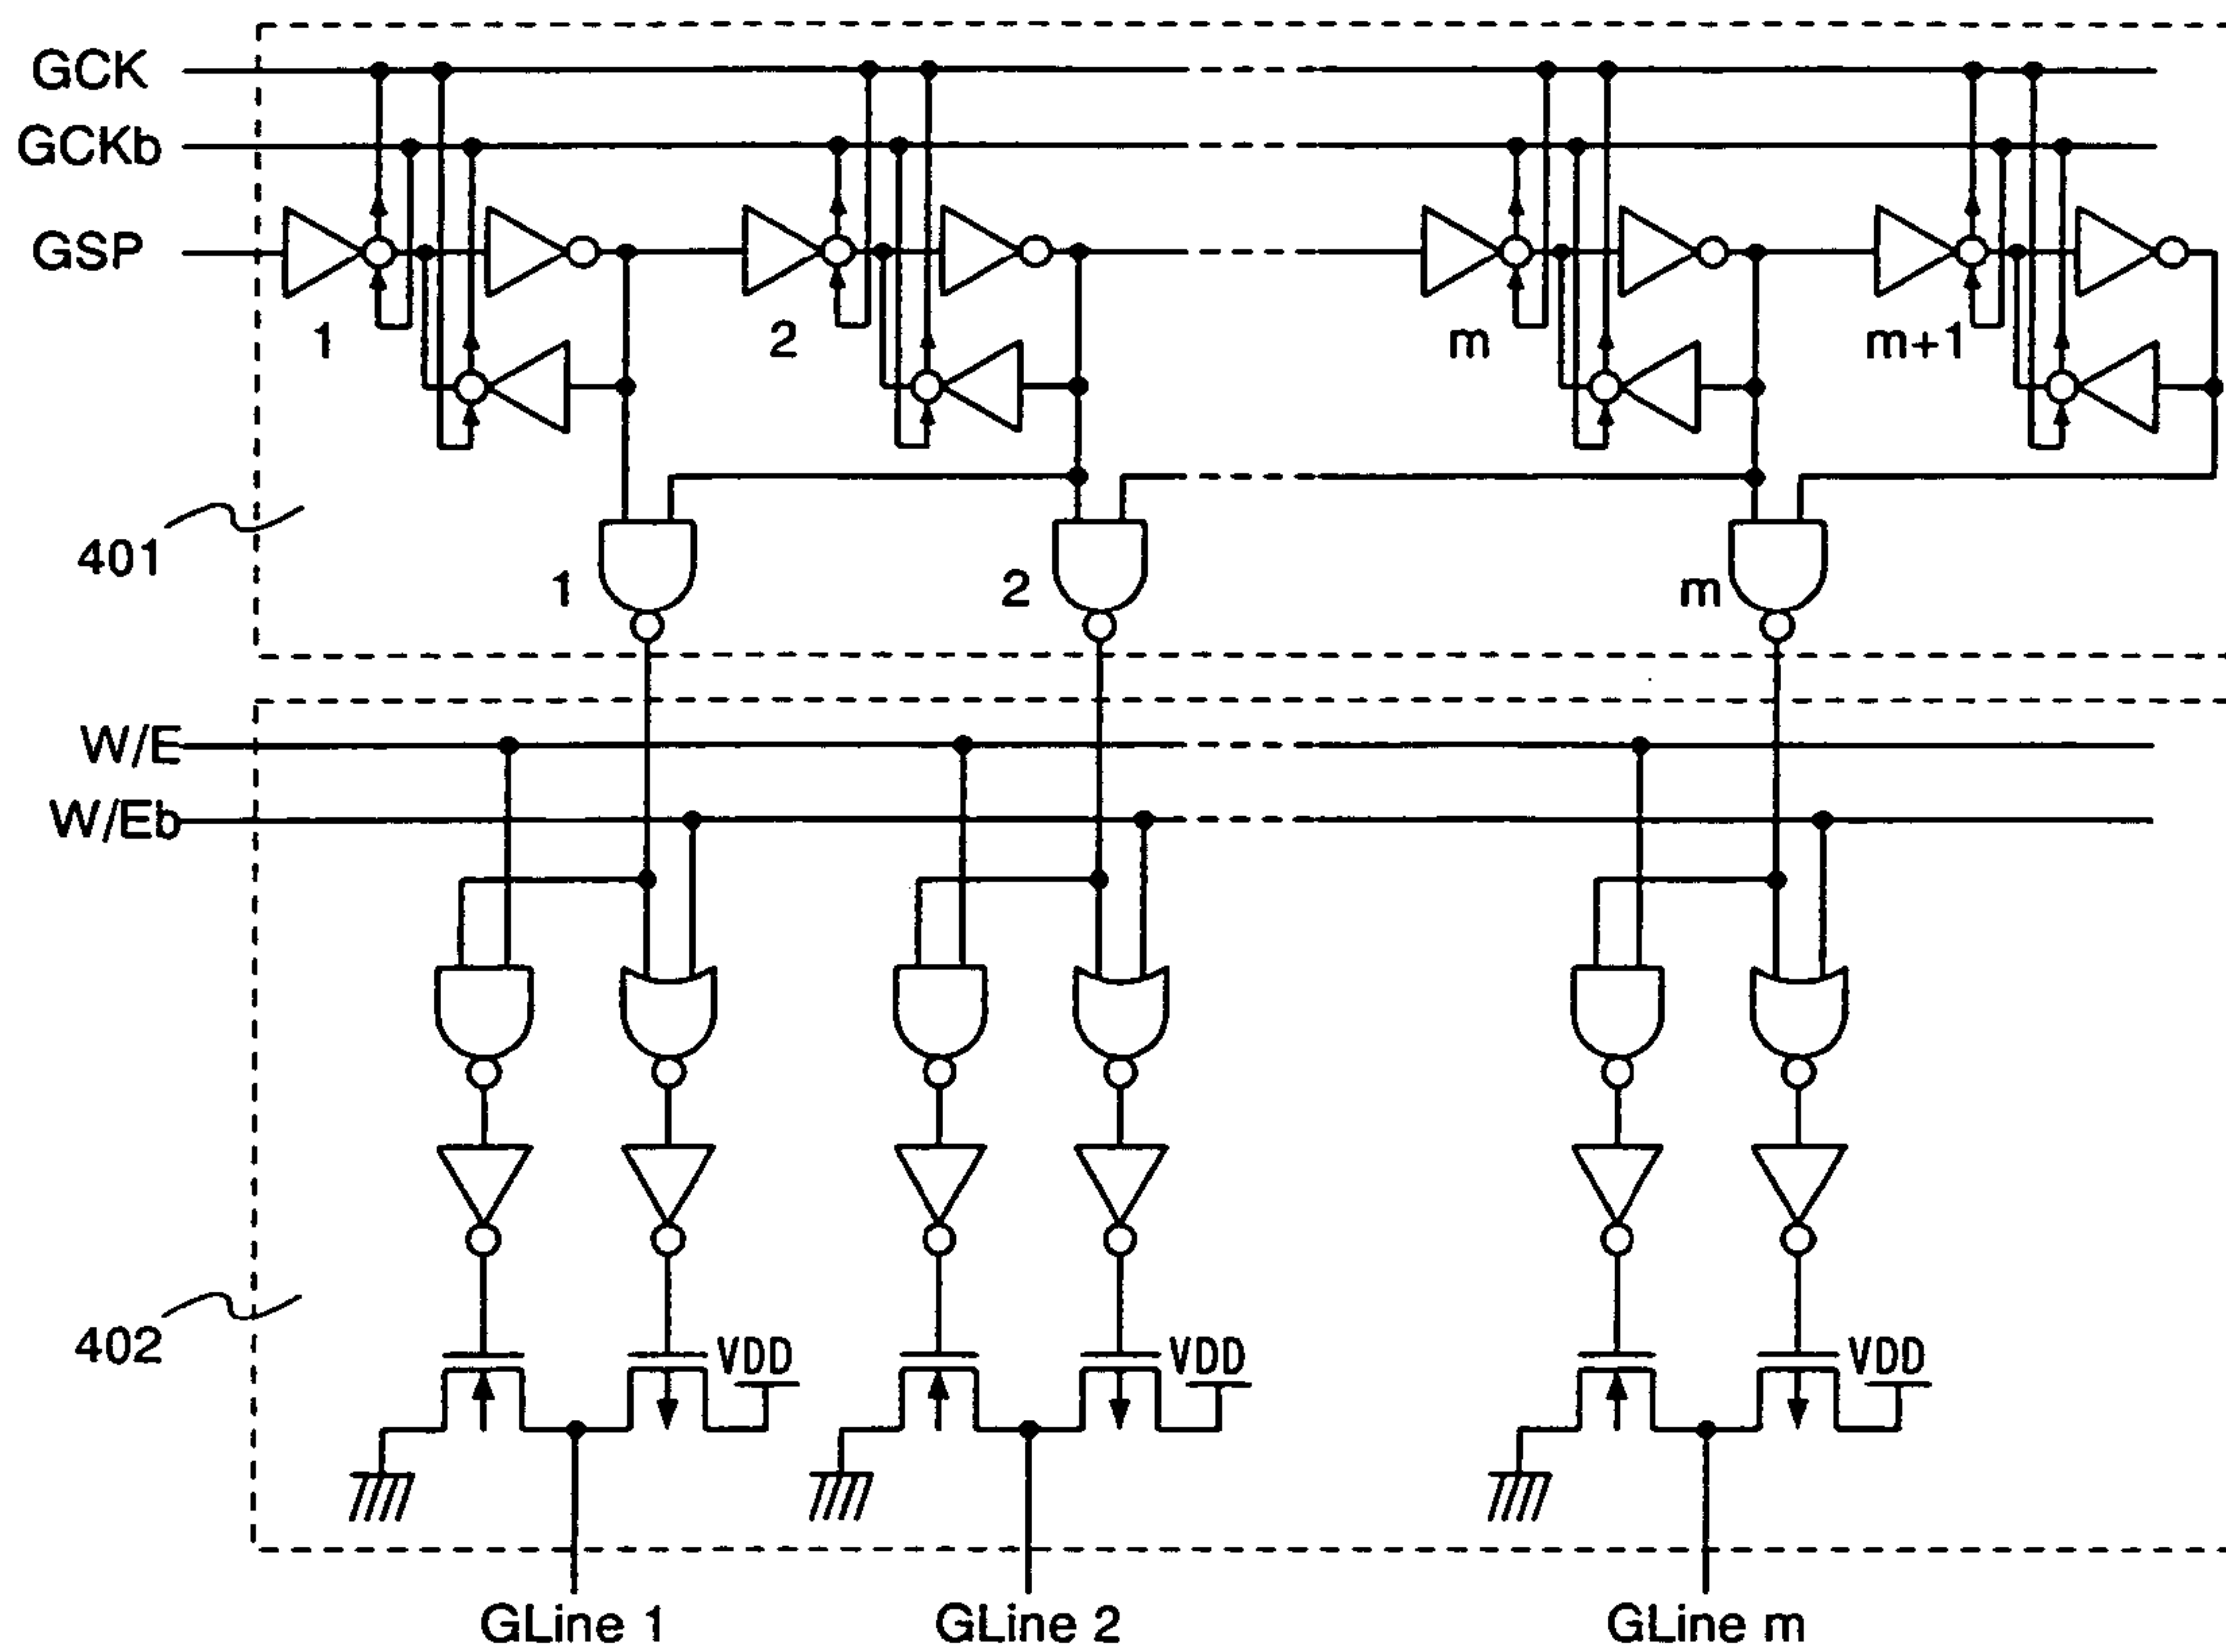 GCK
GCKb
GSP
1
2
m
m+1
401
1
2
m
W/E
W/Eb
402
VDD
VDD
VDD
GLine 1
GLine 2
GLine m